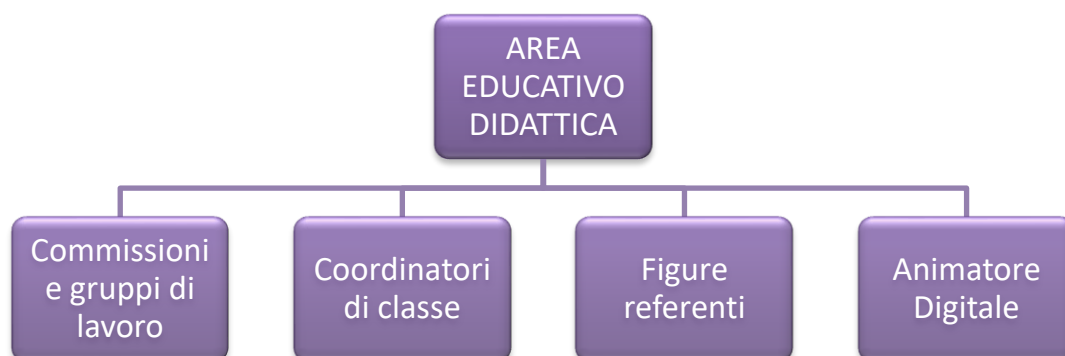 AREA
EDUCATIVO
DIDATTICA
Commissioni
e gruppi di
lavoro
Coordinatori
di classe
Figure
referenti
Animatore
Digitale